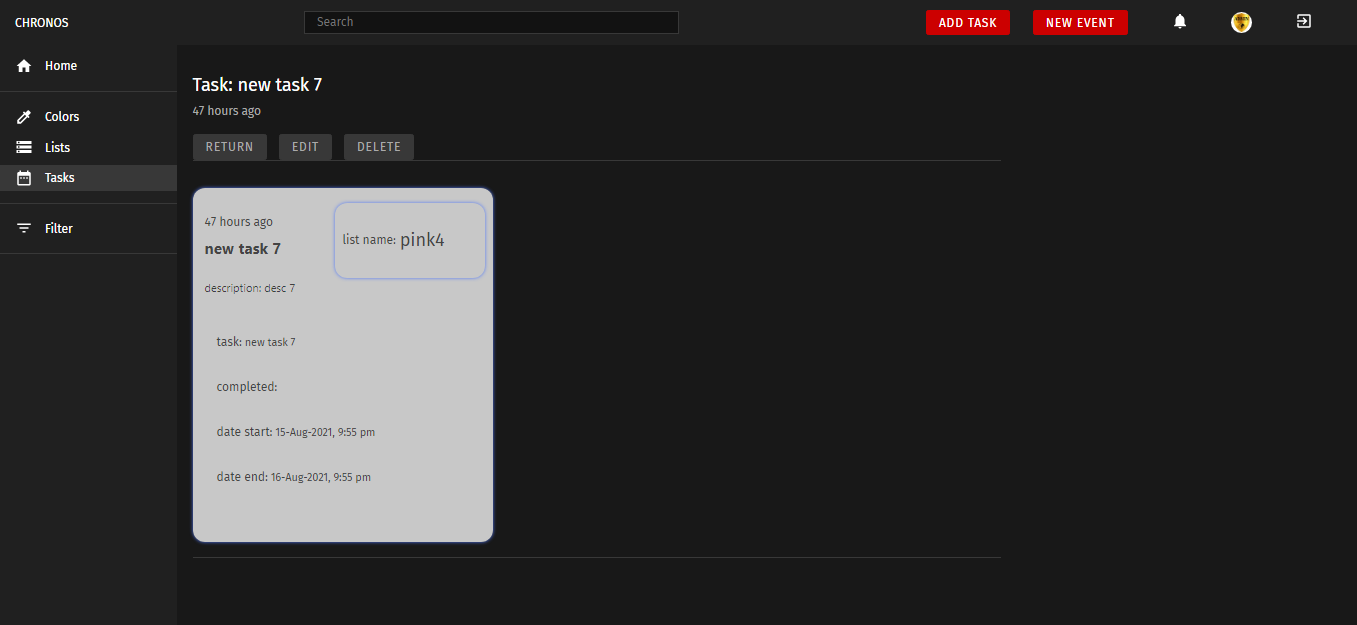 CHRONOS
Search
ADD TASK
NEW EVENT
Home
Colors
Lists
Tasks
Filter
Task: new task 7
47 hours ago
RETURN
EDIT
DELETE
47 hours ago
new task 7
list name: pink4
description: desc 7
task: new task 7
completed:
date start: 15-Aug-2021, 9:55 pm
date end: 16-Aug-2021, 9:55 pm